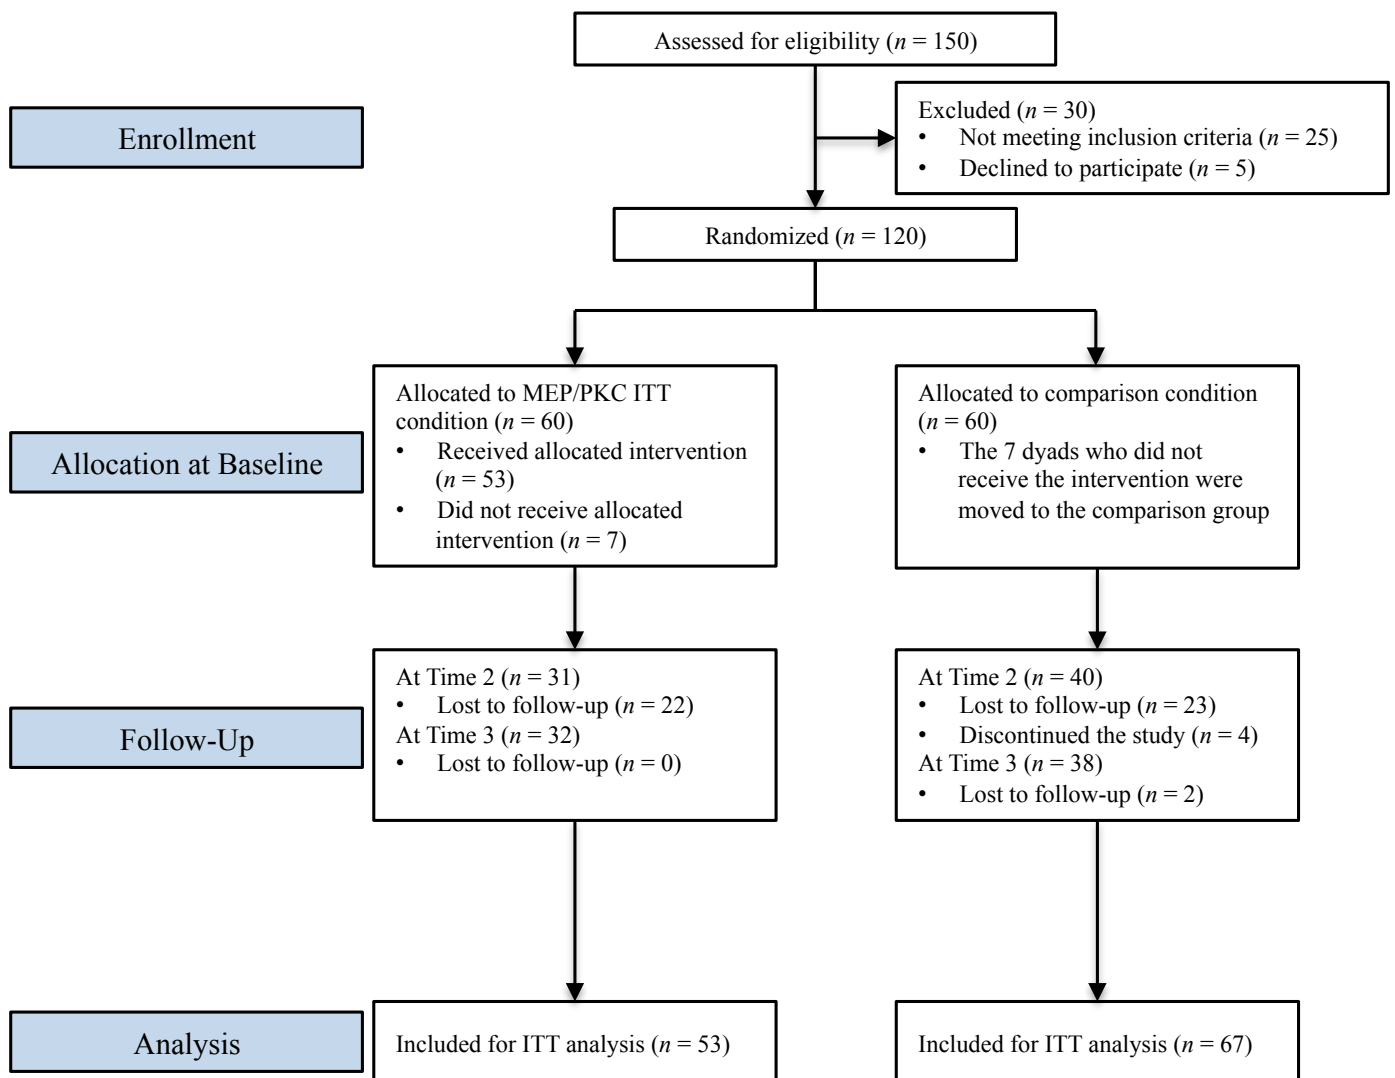 Assessed for eligibility (n = 150)
Enrollment
Excluded (n = 30)
• Not meeting inclusion criteria (n = 25)
• Declined to participate (n = 5)
Randomized (n = 120)
Allocation at Baseline
Allocated to MEP/PKC ITT
condition (n = 60)
• Received allocated intervention
(n = 53)
• Did not receive allocated
intervention (n = 7)
Allocated to comparison condition
(n = 60)
• The 7 dyads who did not
receive the intervention were
moved to the comparison group
Follow-Up
At Time 2 (n = 31)
• Lost to follow-up (n = 22)
At Time 3 (n = 32)
• Lost to follow-up (n = 0)
At Time 2 (n = 40)
• Lost to follow-up (n = 23)
• Discontinued the study (n = 4)
At Time 3 (n = 38)
• Lost to follow-up (n = 2)
Analysis
Included for ITT analysis (n = 53)
Included for ITT analysis (n = 67)